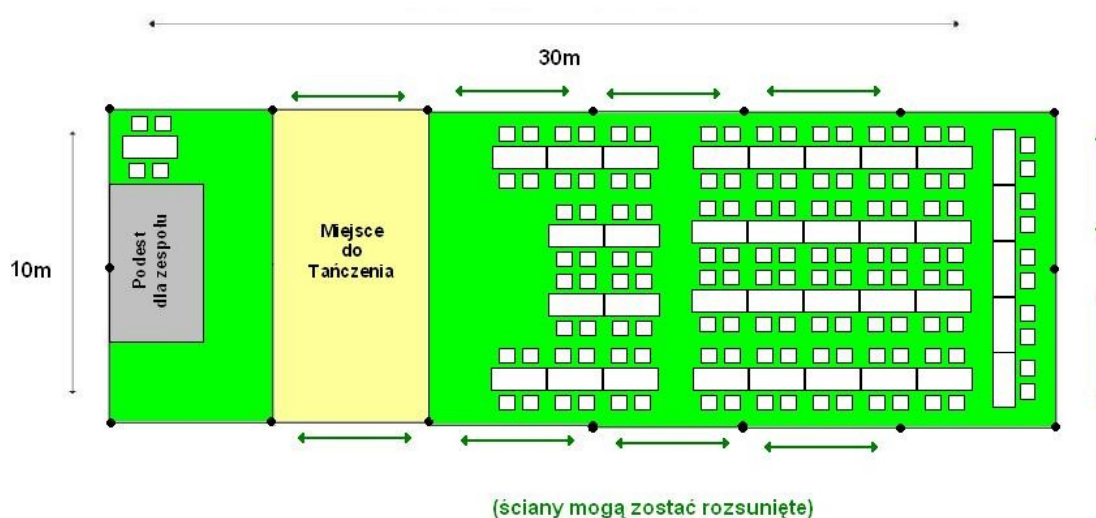 30m
10m
Podest
dla zespołu
Miejsce
do
Tańczenia
(ściany mogą zostać rozsunięte)